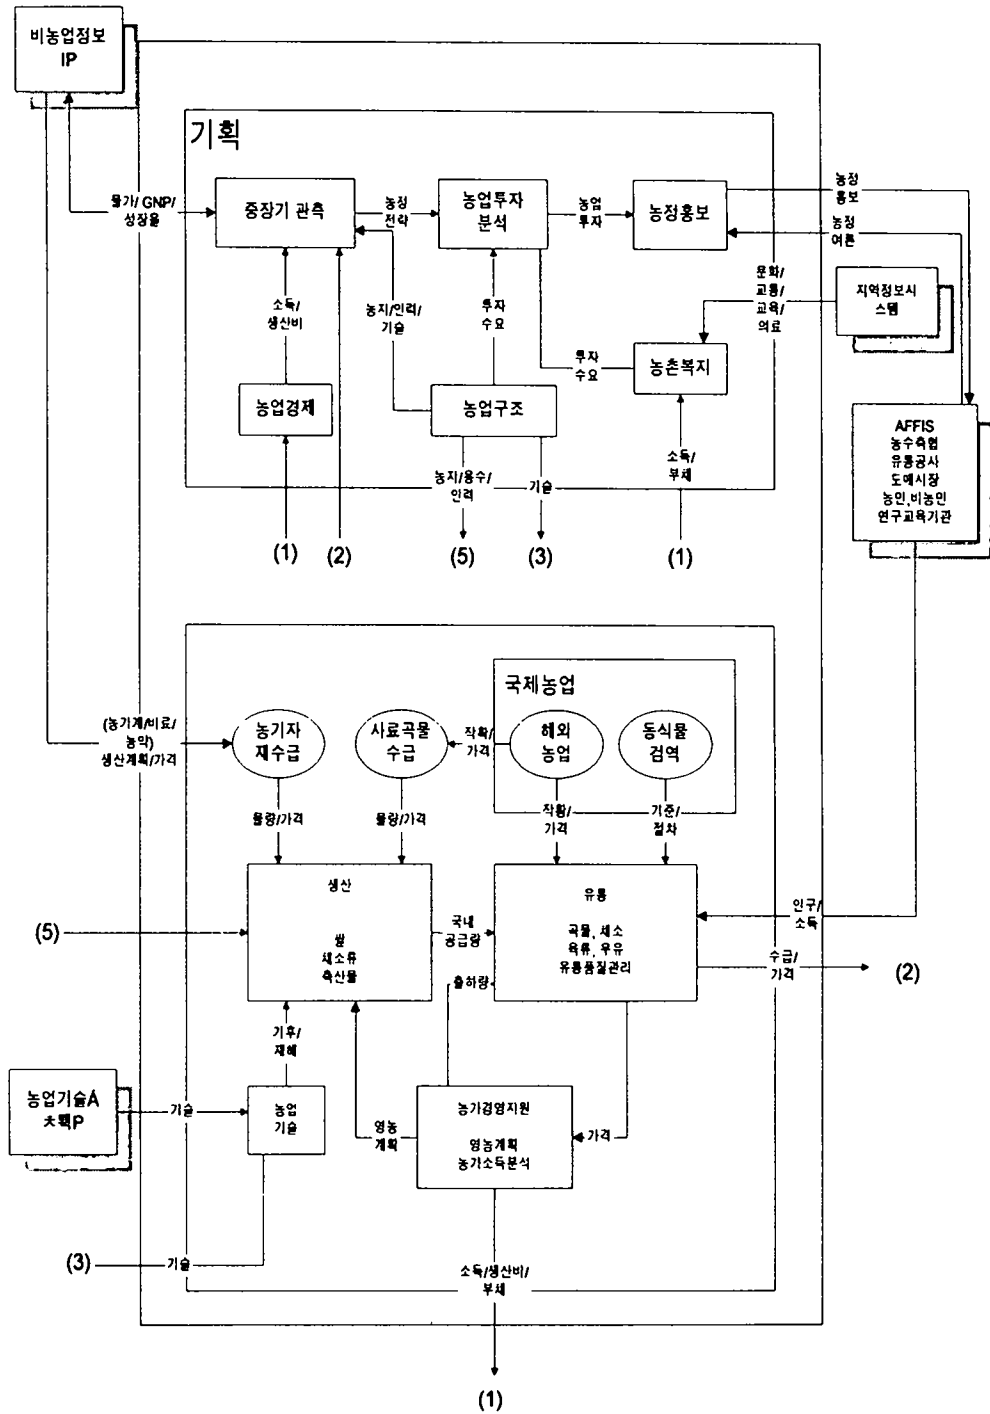 비농업정보
IP
기획
물가/ GNP/
성장율
중장기 관측
농정
전략
농업투자
분석
농업
투자
농정홍보
농정
홍보
농정
여론
문화/
교통/
교육/
의료
지역정보시
스템
소득/
생산비
농지/인력/
기술
투자
수요
투자
수요
농촌복지
농업경제
농업구조
AFFIS
농수축협
유통공사
도매시장
농민,비농민
연구교육기관
소득/
부채
농지/용수/
인력
기술
(1)
(2)
(5)
(3)
(1)
국제농업
(농기계/비료/
농약)
생산계획/가격
농기자
재수급
사료곡물
수급
작황/
가격
해외
농업
동식물
검역
물량/가격
물량/가격
작황/
가격
기준/
절차
생산
쌀
채소류
축산물
국내
공급량
유통
곡물, 채소
육류, 우유
유통품질관리
인구/
소득
(5)
수급/
가격
(2)
출하량
기후/
재해
농업기술Á
기술
농업
기술
영농
계획
농가경영지원
영농계획
농가소득분석
가격
(3)
기술
소득/생산비/
부채
(1)